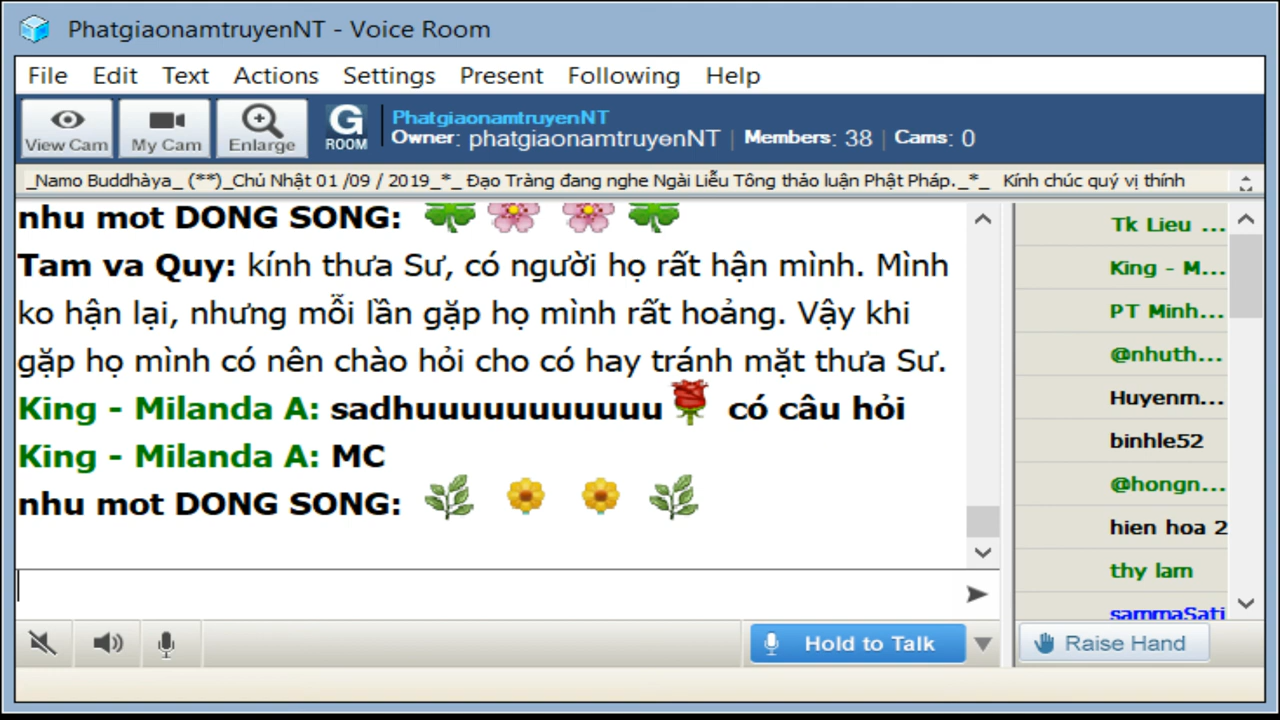 PhatgiaonamtruyenNT - Voice Room
File Edit Text Actions Settings Present Following Help
View Cam My Cam Enlarge G ROOM
PhatgiaonamtruyenNT
Owner: phatgiaonamtruyenNT | Members: 38 | Cams: 0
_Namo Buddhàya_ (**)_Chủ Nhật 01 /09 / 2019_*_ Đạo Tràng đang nghe Ngài Liễu Tông thảo luận Phật Pháp._*_ Kính chúc quý vị thính
nhu mot DONG SONG:
Tam va Quy: kính thưa Sư, có người họ rất hận mình. Mình
ko hận lại, nhưng mỗi lần gặp họ mình rất hoảng. Vậy khi
gặp họ mình có nên chào hỏi cho có hay tránh mặt thưa Sư.
King - Milanda A: sadhuuuuuuuuuuu có câu hỏi
King - Milanda A: MC
nhu mot DONG SONG:
Tk Lieu ...
King - M...
PT Minh...
@nhuth...
Huyenm...
binhle52
@hongn...
hien hoa 2
thy lam
sammaSati
Hold to Talk
Raise Hand